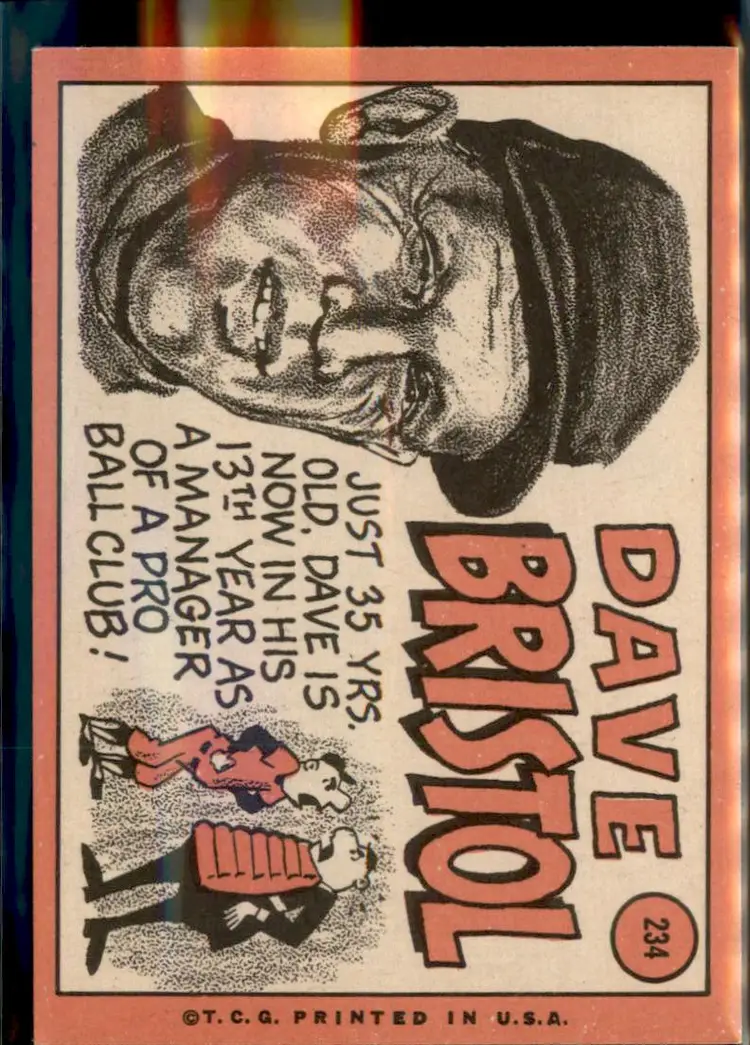 234
DAVE
BRISTOL
JUST 35 YRS.
OLD, DAVE IS
NOW IN HIS
13TH YEAR AS
A MANAGER
OF A PRO
BALL CLUB!
©T.C.G. PRINTED IN U.S.A.